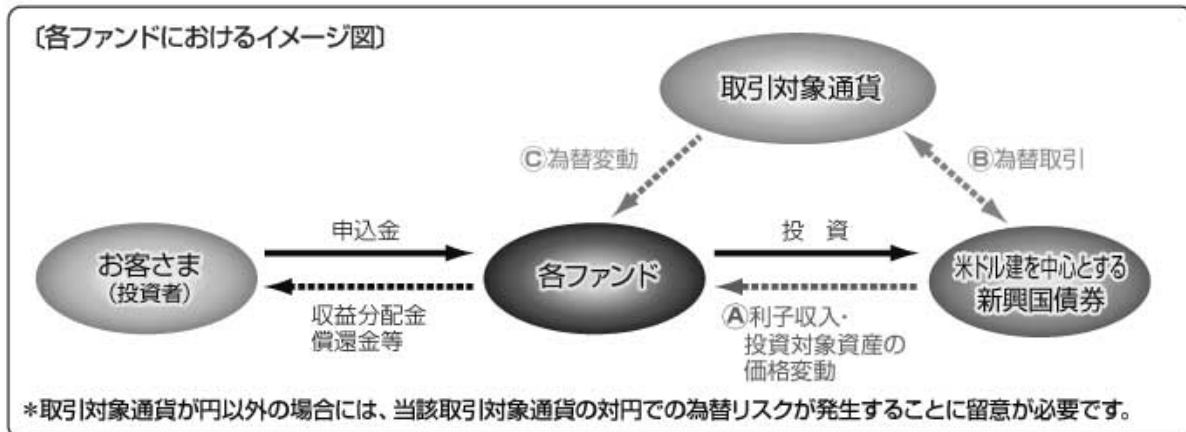 〔各ファンドにおけるイメージ図〕
取引対象通貨
Ⓒ為替変動
Ⓑ為替取引
お客さま
(投資者)
申込金
収益分配金
償還金等
各ファンド
投 資
Ⓐ利子収入・
投資対象資産の
価格変動
米ドル建を中心とする
新興国債券
*取引対象通貨が円以外の場合には、当該取引対象通貨の対円での為替リスクが発生することに留意が必要です。